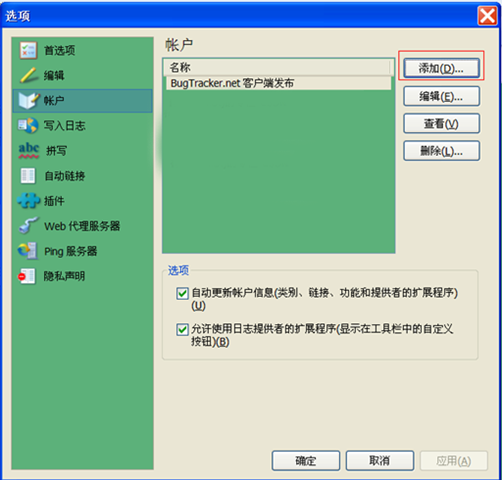 选项
首选项
编辑
帐户
写入日志
abc
拼写
自动链接
插件
Web 代理服务器
Ping 服务器
隐私声明
帐户
名称
BugTracker.net 客户端发布
添加(D)...
编辑(E)...
查看(V)
删除(L)...
选项
自动更新帐户信息(类别、链接、功能和提供者的扩展程序)
(U)
允许使用日志提供者的扩展程序(显示在工具栏中的自定义
按钮)(B)
确定
取消
应用(A)